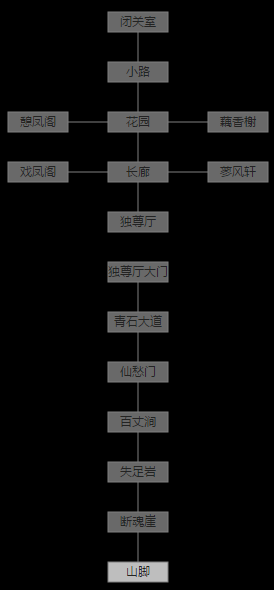 闭关室
小路
憩凤阁 花园 藕香榭
戏凤阁 长廊 蓼风轩
独尊厅
独尊厅大门
青石大道
仙愁门
百丈涧
失足岩
断魂崖
山脚